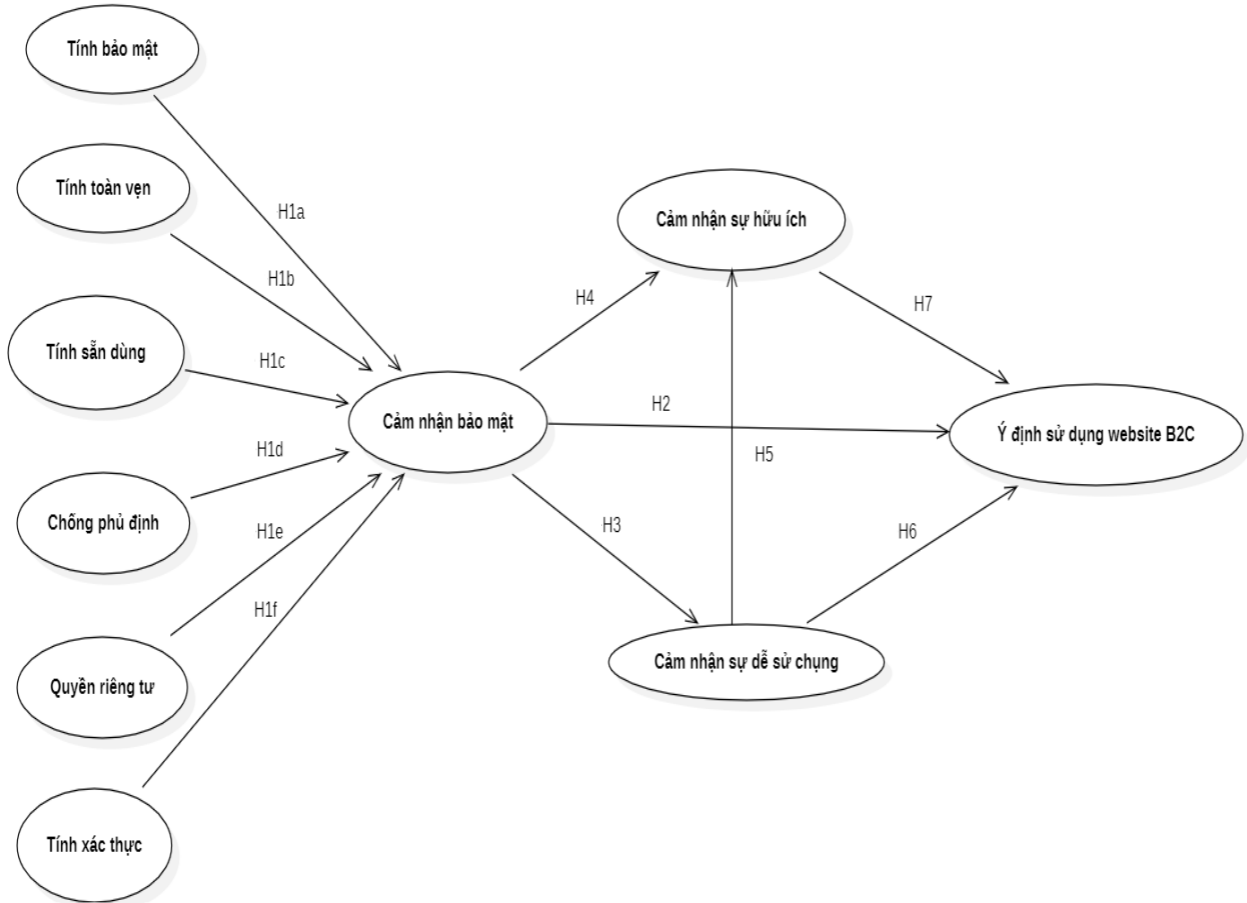 Tính bảo mật
Tính toàn vẹn
H1a
Cảm nhận sự hữu ích
H1b
H4
H7
Tính sẵn dùng
H1c
H2
Cảm nhận bảo mật
Ý định sử dụng website B2C
H1d
H5
Chống phủ định
H1e
H3
H6
H1f
Cảm nhận sự dễ sử chụng
Quyền riêng tư
Tính xác thực